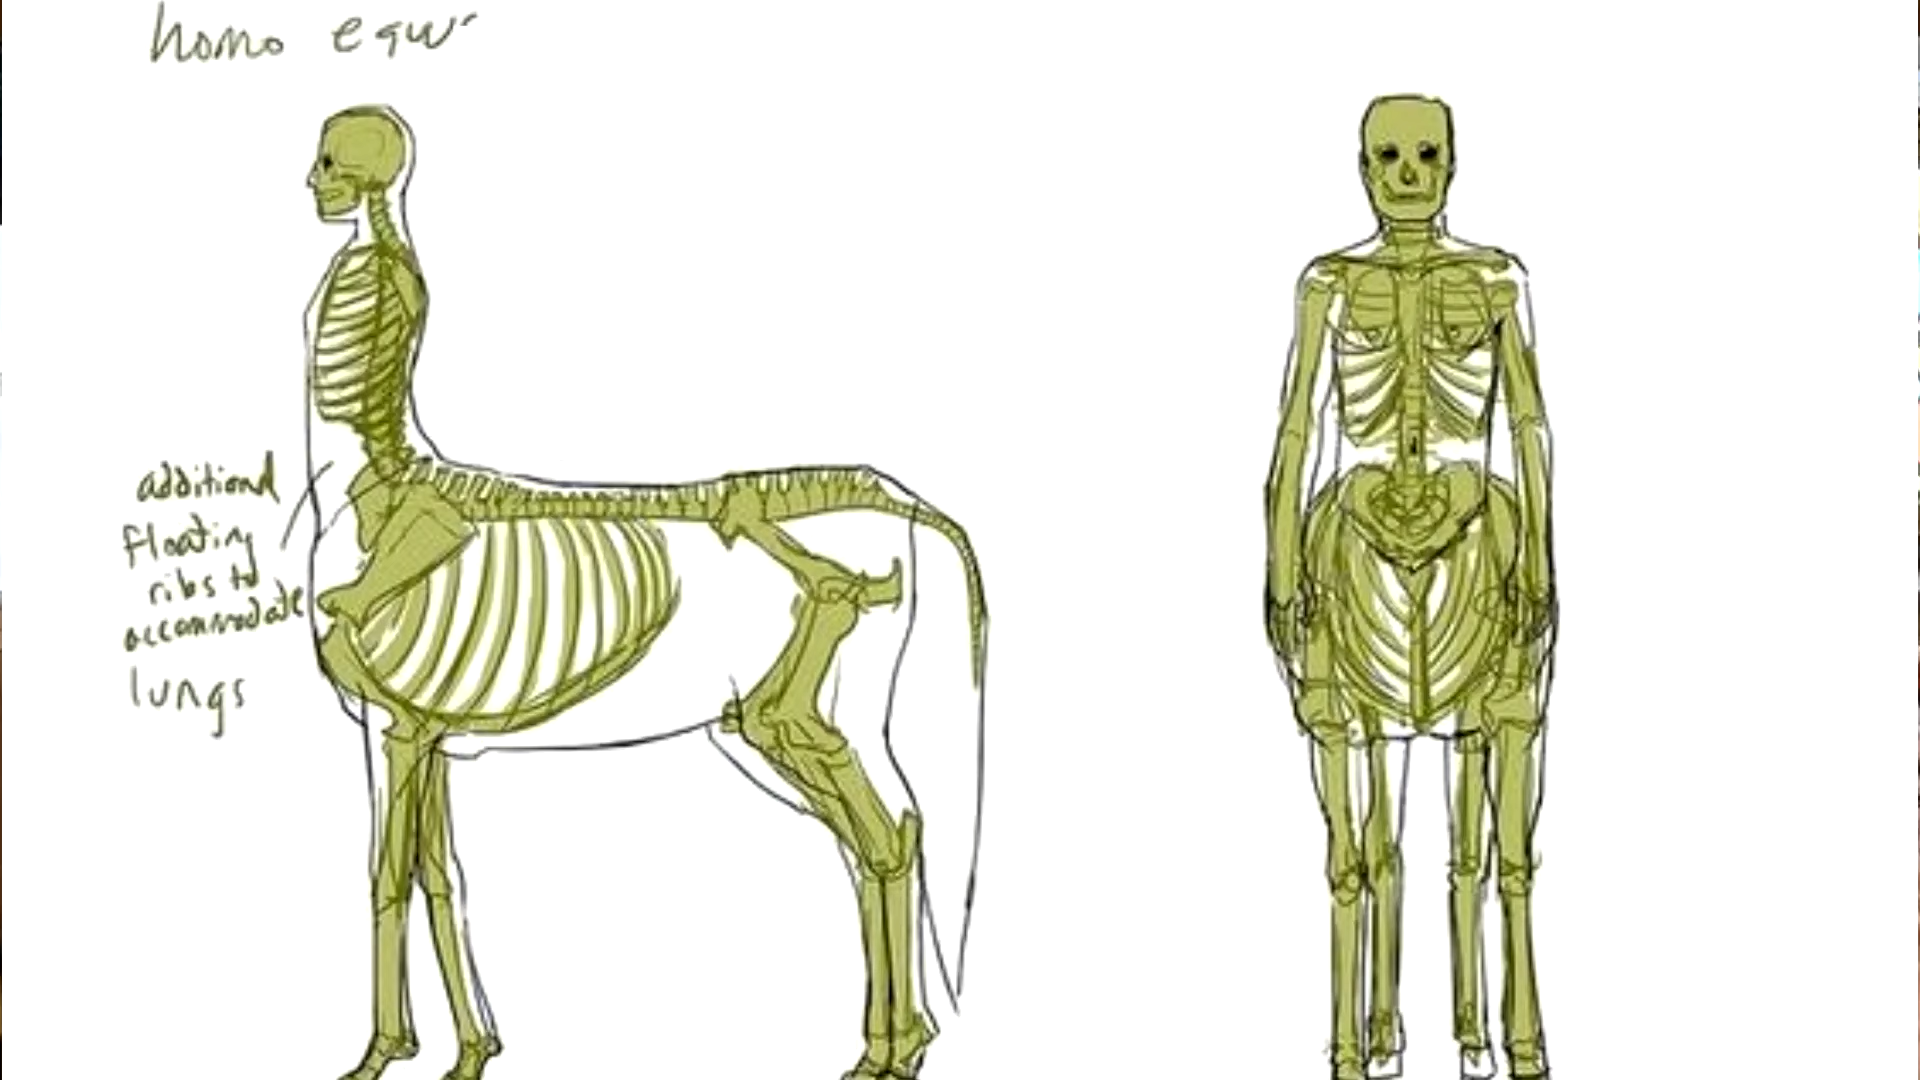 homo equ
additional
floating
ribs to
accommodate
lungs